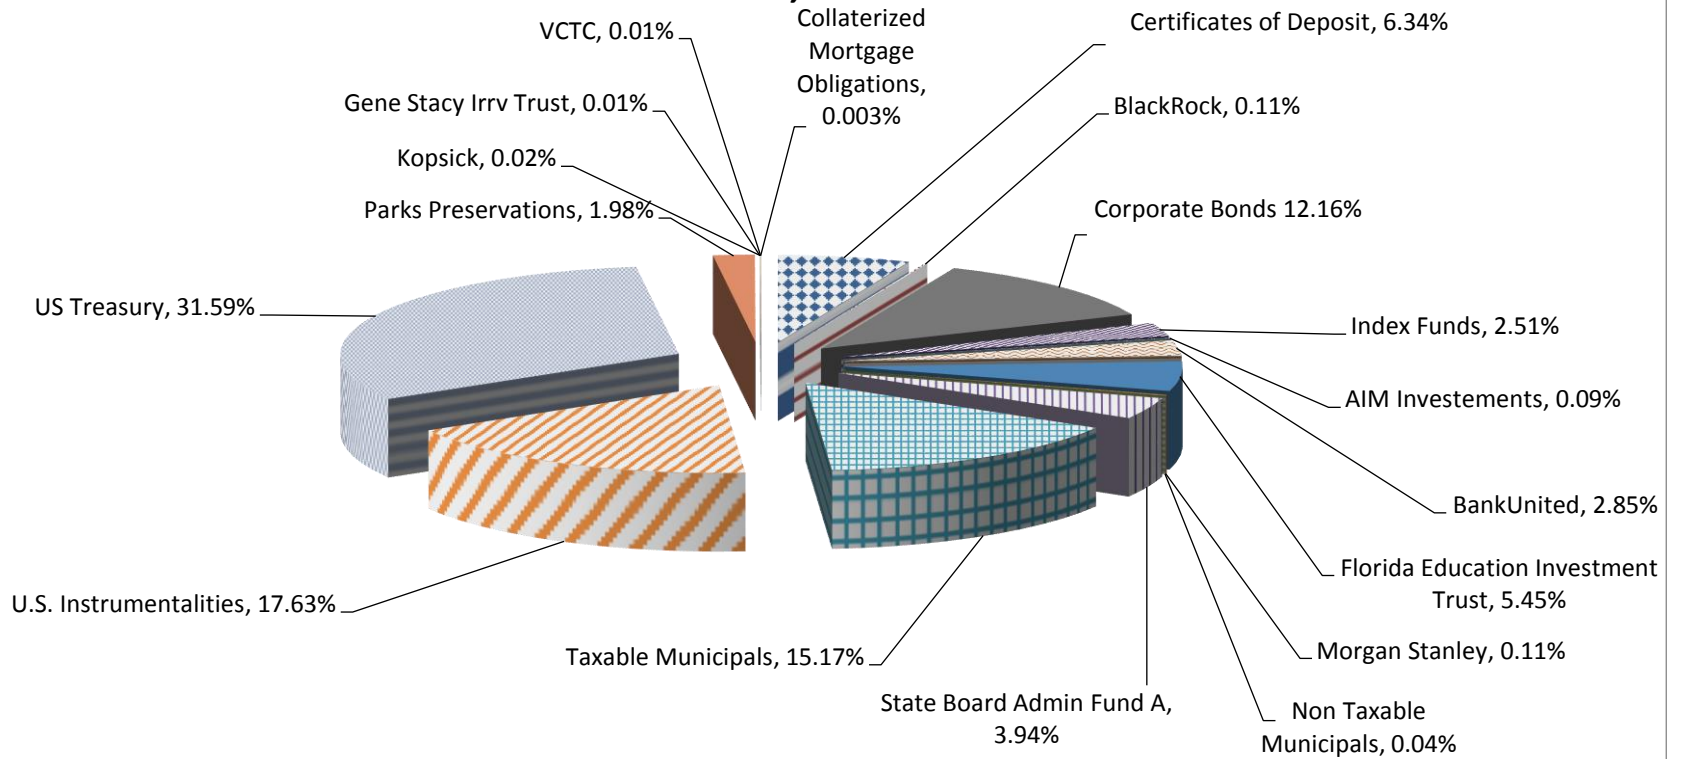 Collaterized
Mortgage
Obligations,
0.003%
Certificates of Deposit, 6.34%
VCTC, 0.01%
Gene Stacy Irrv Trust, 0.01%
BlackRock, 0.11%
Kopsick, 0.02%
Parks Preservations, 1.98%
Corporate Bonds 12.16%
US Treasury, 31.59%
Index Funds, 2.51%
AIM Investements, 0.09%
BankUnited, 2.85%
Florida Education Investment
Trust, 5.45%
U.S. Instrumentalities, 17.63%
Taxable Municipals, 15.17%
Morgan Stanley, 0.11%
State Board Admin Fund A,
3.94%
Non Taxable
Municipals, 0.04%